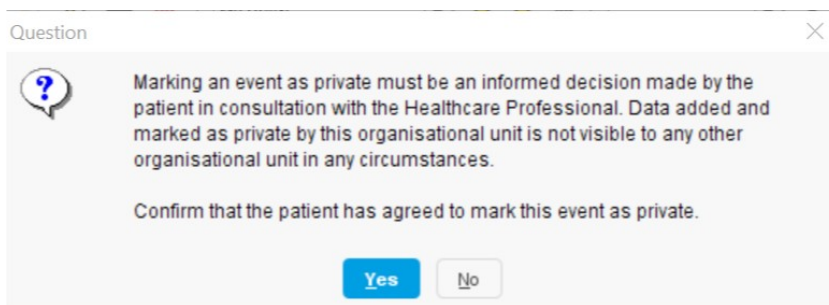 Question
Marking an event as private must be an informed decision made by the
patient in consultation with the Healthcare Professional. Data added and
marked as private by this organisational unit is not visible to any other
organisational unit in any circumstances.
Confirm that the patient has agreed to mark this event as private.
Yes No